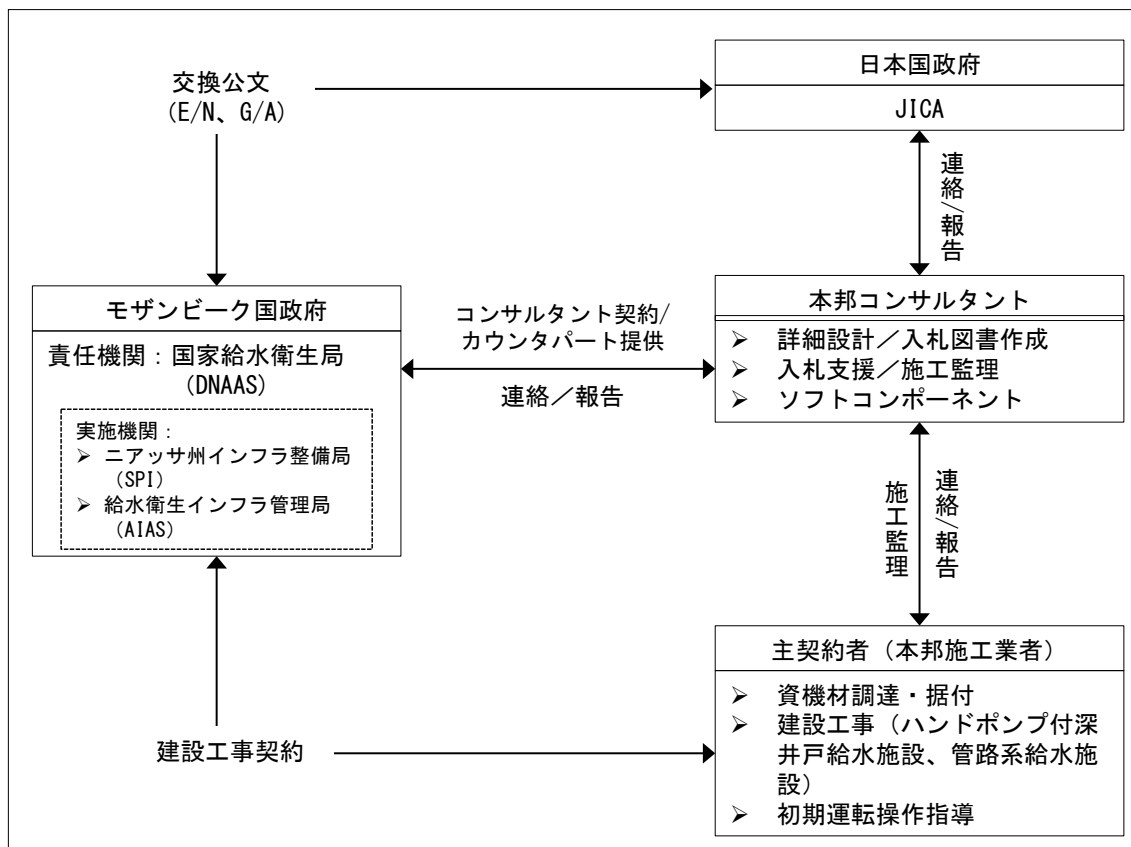 交換公文
(E/N、G/A)
日本国政府
JICA
連絡/報告
モザンビーク国政府
責任機関：国家給水衛生局
(DNAAS)
実施機関：
➢ ニアッサ州インフラ整備局
(SPI)
➢ 給水衛生インフラ管理局
(AIAS)
コンサルタント契約/
カウンタパート提供
連絡／報告
本邦コンサルタント
➢ 詳細設計／入札図書作成
➢ 入札支援／施工監理
➢ ソフトコンポーネント
施工監理
連絡/報告
建設工事契約
主契約者（本邦施工業者）
➢ 資機材調達・据付
➢ 建設工事（ハンドポンプ付深
井戸給水施設、管路系給水施
設）
➢ 初期運転操作指導